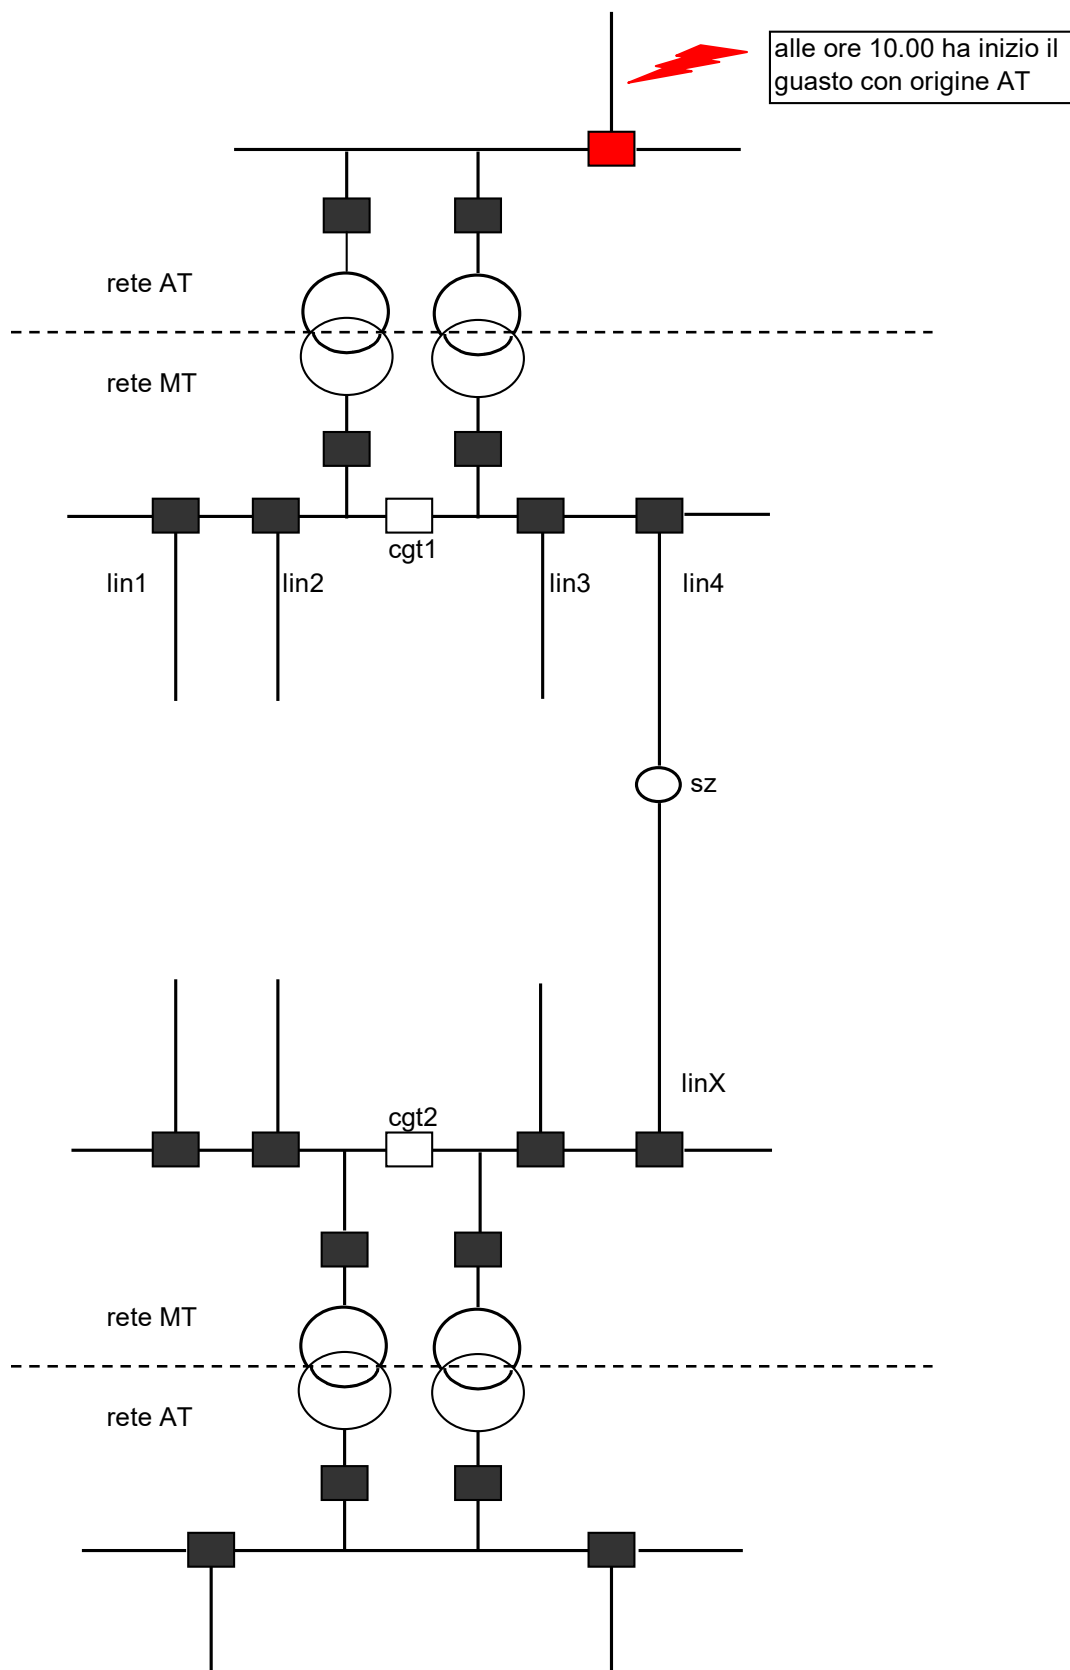 alle ore 10.00 ha inizio il
guasto con origine AT
rete AT
rete MT
cgt1
lin1
lin2
lin3
lin4
sz
linX
cgt2
rete MT
rete AT